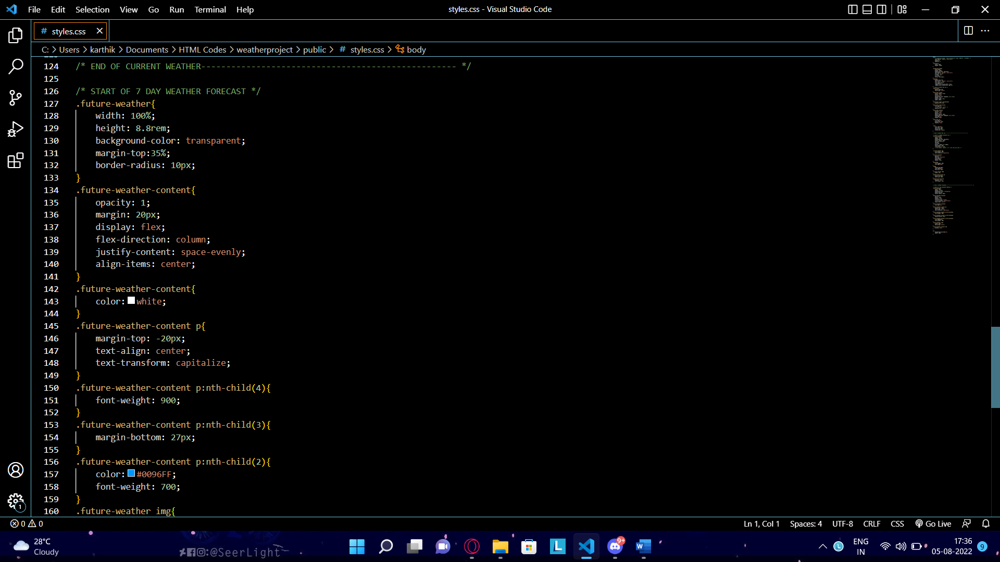 File Edit Selection View Go Run Terminal Help
styles.css - Visual Studio Code
# styles.css
C: > Users > karthik > Documents > HTML Codes > weatherproject > public > # styles.css > body
124 /* END OF CURRENT WEATHER--------------------------------------------------- */
125
126 /* START OF 7 DAY WEATHER FORECAST */
127 .future-weather{
128     width: 100%;
129     height: 8.8rem;
130     background-color: transparent;
131     margin-top:35%;
132     border-radius: 10px;
133 }
134 .future-weather-content{
135     opacity: 1;
136     margin: 20px;
137     display: flex;
138     flex-direction: column;
139     justify-content: space-evenly;
140     align-items: center;
141 }
142 .future-weather-content{
143     color: white;
144 }
145 .future-weather-content p{
146     margin-top: -20px;
147     text-align: center;
148     text-transform: capitalize;
149 }
150 .future-weather-content p:nth-child(4){
151     font-weight: 900;
152 }
153 .future-weather-content p:nth-child(3){
154     margin-bottom: 27px;
155 }
156 .future-weather-content p:nth-child(2){
157     color: #0096FF;
158     font-weight: 700;
159 }
160 .future-weather img{
1
0 0
Ln 1, Col 1 Spaces: 4 UTF-8 CRLF CSS Go Live
28°C
Cloudy
:@SeerLight
L
9+
W
L
ENG
IN
17:36
05-08-2022
9